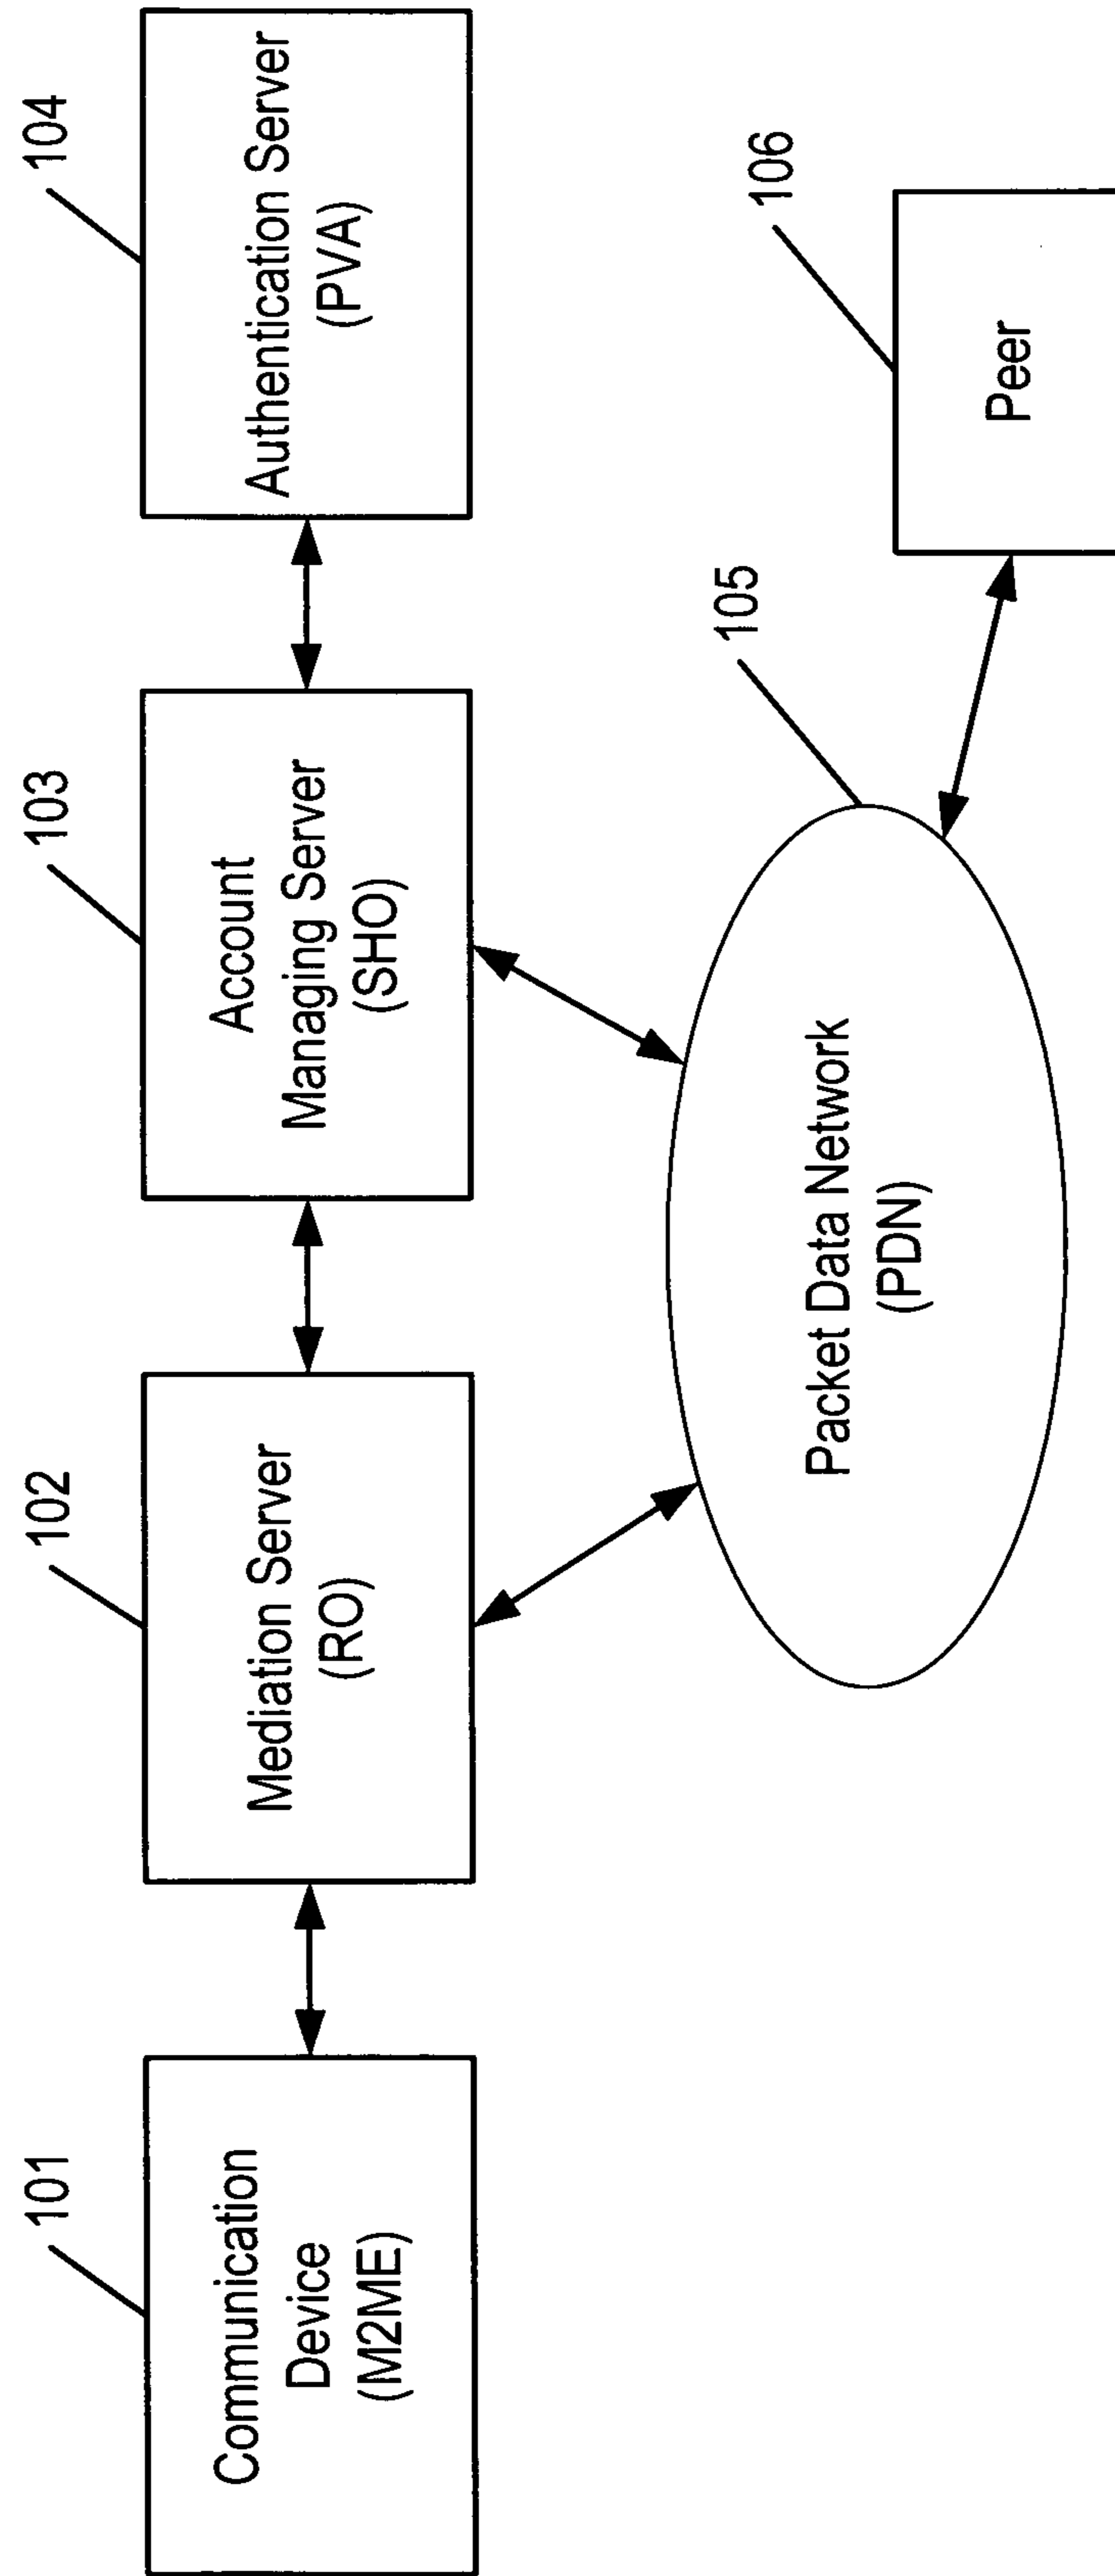 101
Communication
Device
(M2ME)
102
Mediation Server
(RO)
103
Account
Managing Server
(SHO)
104
Authentication Server
(PVA)
105
Packet Data Network
(PDN)
106
Peer